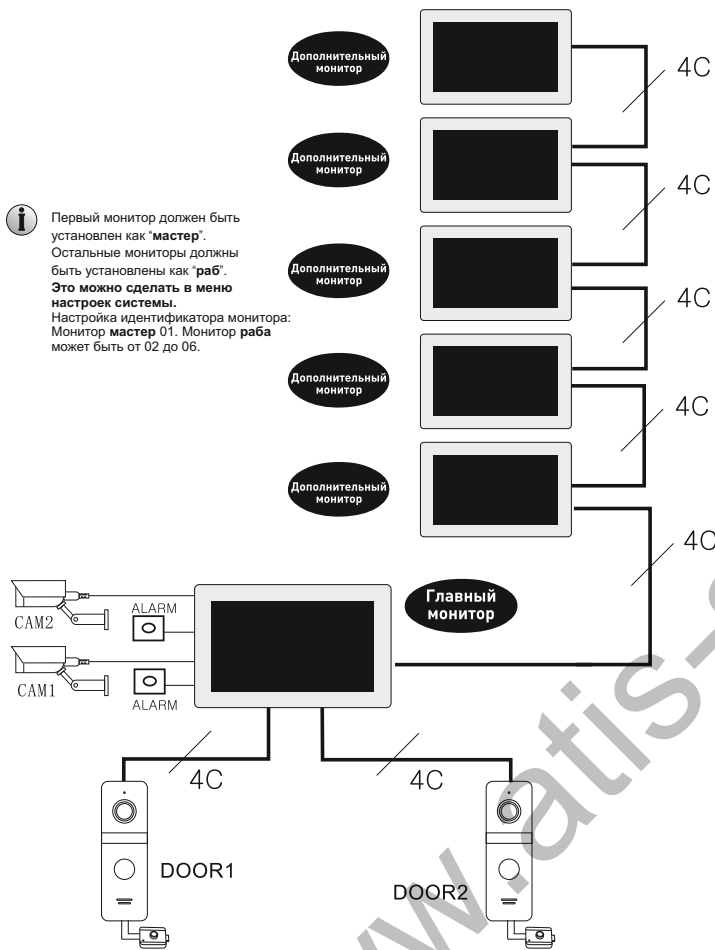 Дополнительный
монитор
4C
Дополнительный
монитор
4C
Первый монитор должен быть
установлен как “мастер”.
Остальные мониторы должны
быть установлены как “раб”.
Это можно сделать в меню
настроек системы.
Настройка идентификатора монитора:
Монитор мастер 01. Монитор раба
может быть от 02 до 06.
Дополнительный
монитор
4C
Дополнительный
монитор
4C
Дополнительный
монитор
4C
Главный
монитор
CAM2
ALARM
CAM1
ALARM
4C
4C
DOOR1
DOOR2
w.atis-